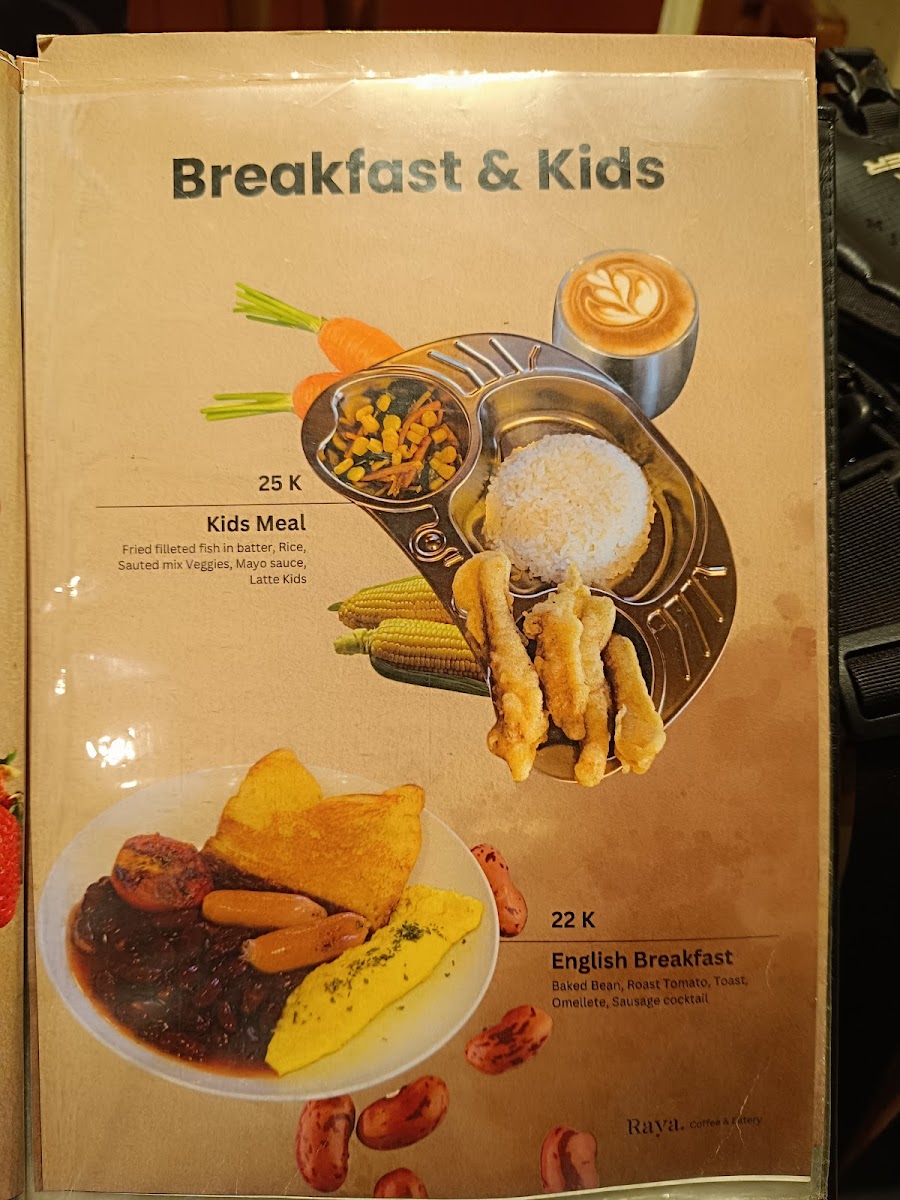 Breakfast & Kids
25 K
Kids Meal
Fried filleted fish in batter, Rice,
Sauted mix Veggies, Mayo sauce,
Latte Kids
22 K
English Breakfast
Baked Bean, Roast Tomato, Toast,
Omellete, Sausage cocktail
Raya. Coffee & Eatery